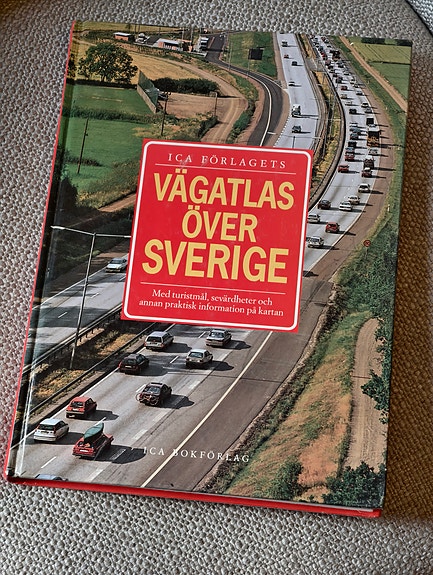 ICA FÖRLAGETS
VÄGATLAS
ÖVER
SVERIGE
Med turistmål, sevärdheter och
annan praktisk information på kartan
ICA BOKFÖRLAG